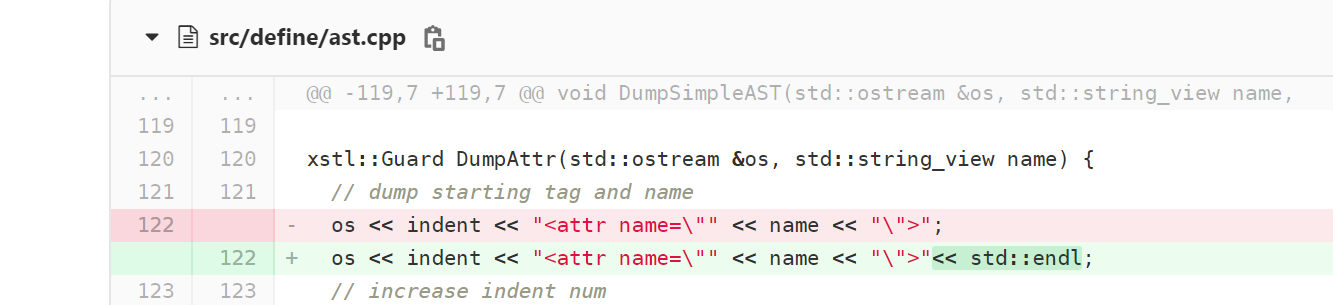 src/define/ast.cpp
... ... @@ -119,7 +119,7 @@ void DumpSimpleAST(std::ostream &os, std::string_view name,
119 119
120 120 xstl::Guard DumpAttr(std::ostream &os, std::string_view name) {
121 121 // dump starting tag and name
122 - os << indent << "<attr name=\"" << name << "\">";
122 + os << indent << "<attr name=\"" << name << "\">"<< std::endl;
123 123 // increase indent num